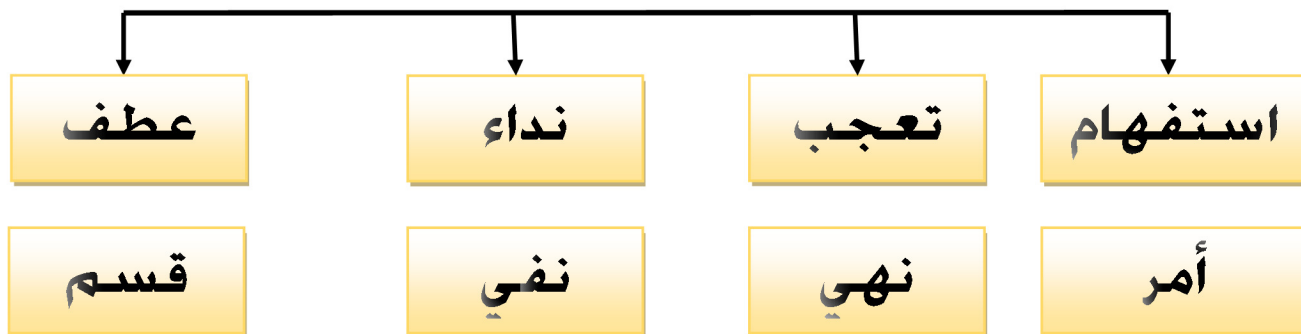 استفهام تعجب نداء عطف
أمر نهي نفي قسم